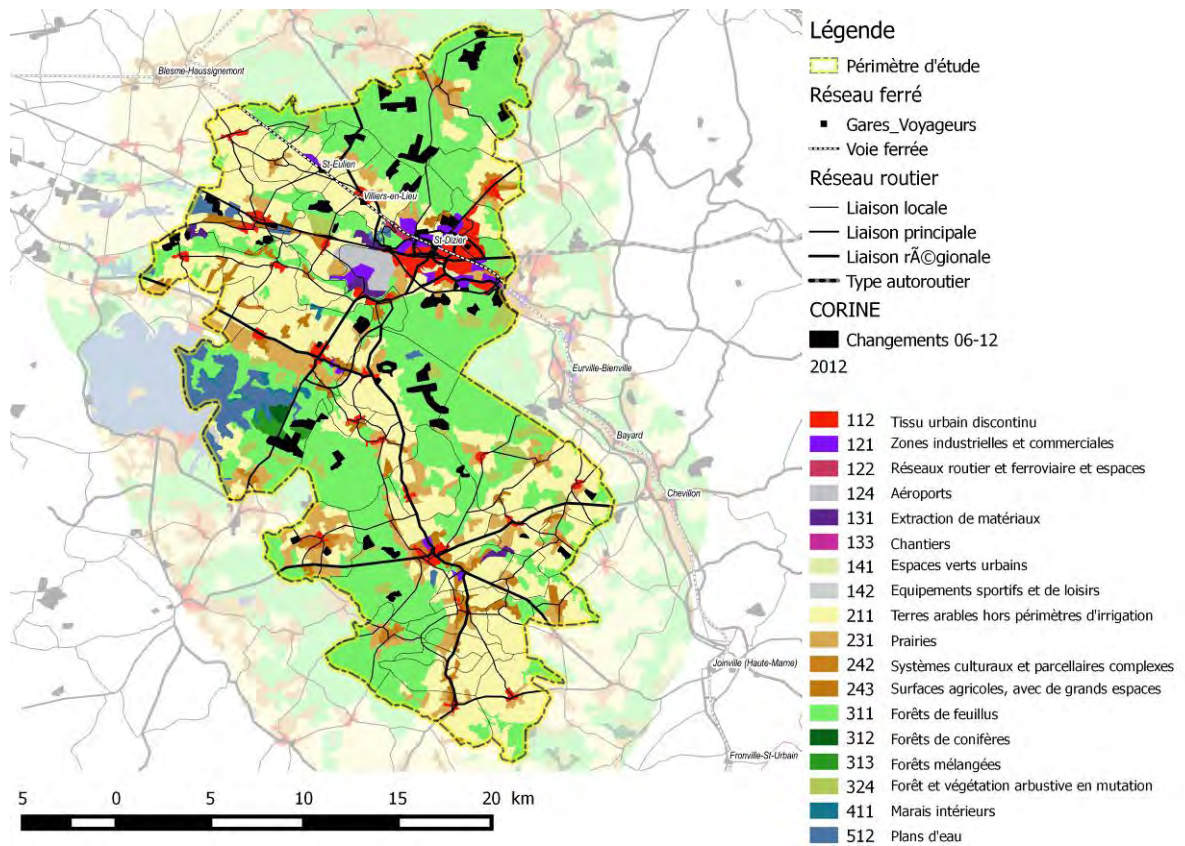 Blesme-Haussignemont
St-Eulien
Villiers-en-Lieu
St-Dizier
Eurville-Bienville
Bayard
Chevillon
Joinville (Haute-Marne)
Fronville-St-Urbain
5 0 5 10 15 20 km
Légende
Périmètre d'étude
Réseau ferré
Gares_Voyageurs
Voie ferrée
Réseau routier
Liaison locale
Liaison principale
Liaison rÃ©gionale
Type autoroutier
CORINE
Changements 06-12
2012
112 Tissu urbain discontinu
121 Zones industrielles et commerciales
122 Réseaux routier et ferroviaire et espaces
124 Aéroports
131 Extraction de matériaux
133 Chantiers
141 Espaces verts urbains
142 Equipements sportifs et de loisirs
211 Terres arables hors périmètres d'irrigation
231 Prairies
242 Systèmes culturaux et parcellaires complexes
243 Surfaces agricoles, avec de grands espaces
311 Forêts de feuillus
312 Forêts de conifères
313 Forêts mélangées
324 Forêt et végétation arbustive en mutation
411 Marais intérieurs
512 Plans d'eau